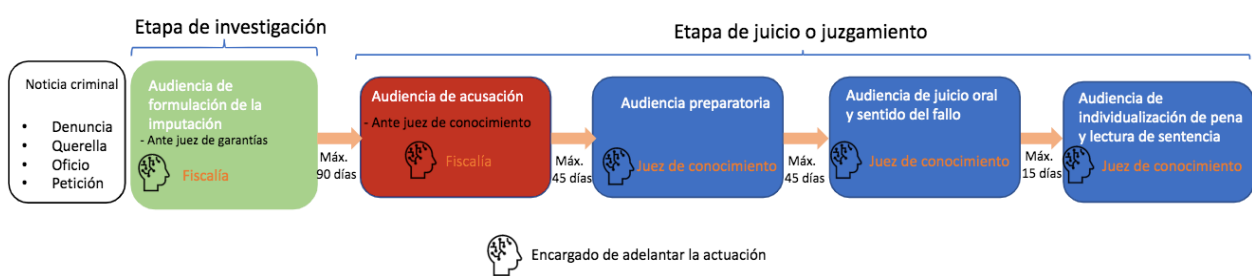 Etapa de investigación
Etapa de juicio o juzgamiento
Noticia criminal
• Denuncia
• Querella
• Oficio
• Petición
Audiencia de
formulación de la
imputación
- Ante juez de garantías
Fiscalía
Máx.
90 días
Audiencia de acusación
- Ante juez de conocimiento
Fiscalía
Máx.
45 días
Audiencia preparatoria
Juez de conocimiento
Máx.
45 días
Audiencia de juicio oral
y sentido del fallo
Juez de conocimiento
Máx.
15 días
Audiencia de
individualización de pena
y lectura de sentencia
Juez de conocimiento
Encargado de adelantar la actuación